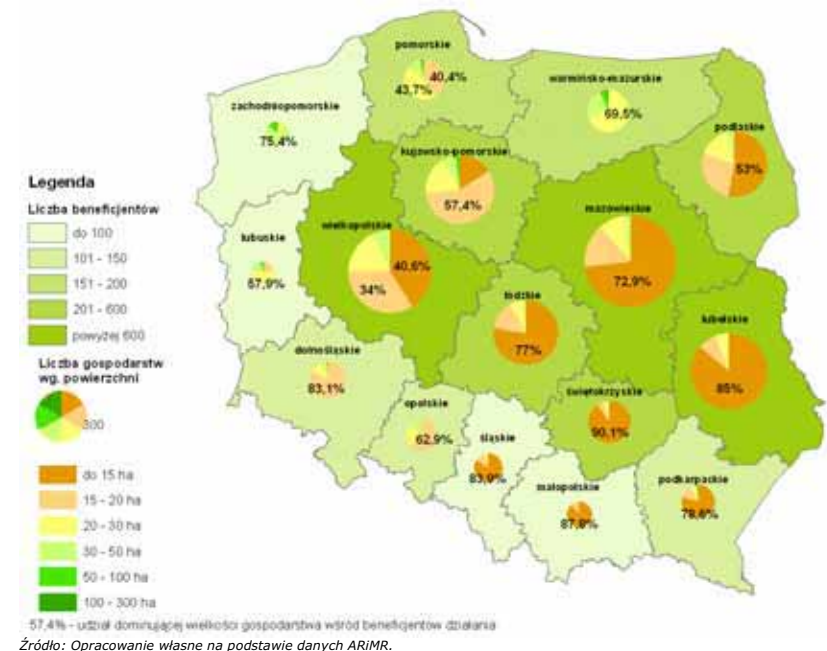 pomorskie
40,4%
43,7%
warmińsko-mazurskie
69,5%
zachodniopomorskie
75,4%
podlaskie
53%
kujawsko-pomorskie
57,4%
Legenda
Liczba beneficjentów
do 100
101 - 150
151 - 200
201 - 600
powyżej 600
mazowieckie
72,9%
wielkopolskie
40,6%
34%
lubuskie
57,9%
łódzkie
77%
lubelskie
85%
Liczba gospodarstw
wg. powierzchni
300
dolnośląskie
83,1%
opolskie
62,9%
świętokrzyskie
90,1%
śląskie
83,9%
małopolskie
87,8%
podkarpackie
78,6%
do 15 ha
15 - 20 ha
20 - 30 ha
30 - 50 ha
50 - 100 ha
100 - 300 ha
57,4% - udział dominującej wielkości gospodarstwa wśród beneficjentów działania
Źródło: Opracowanie własne na podstawie danych ARiMR.